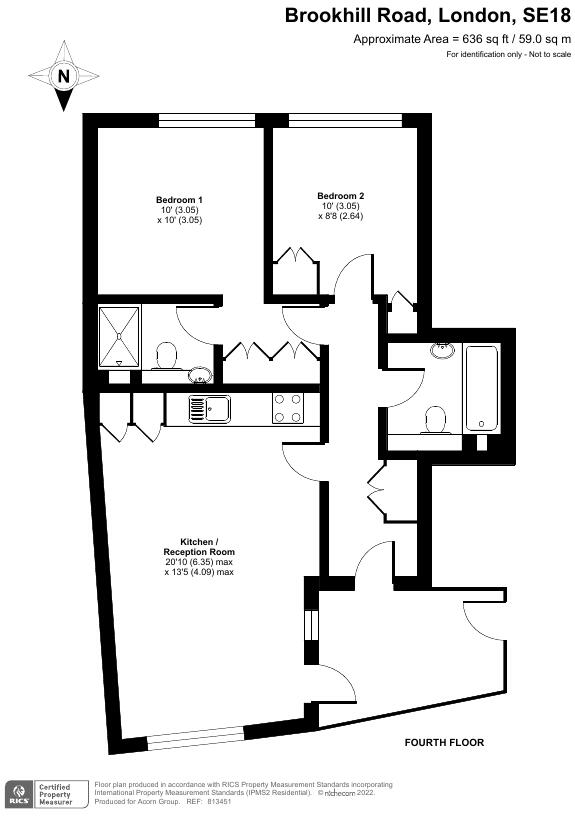 Brookhill Road, London, SE18
Approximate Area = 636 sq ft / 59.0 sq m
For identification only - Not to scale
N
Bedroom 1
10' (3.05)
x 10' (3.05)
Bedroom 2
10' (3.05)
x 8'8 (2.64)
Kitchen /
Reception Room
20'10 (6.35) max
x 13'5 (4.09) max
FOURTH FLOOR
RICS
Certified
Property
Measurer
Floor plan produced in accordance with RICS Property Measurement Standards incorporating
International Property Measurement Standards (IPMS2 Residential). © nichecom 2022.
Produced for Acorn Group. REF: 813451